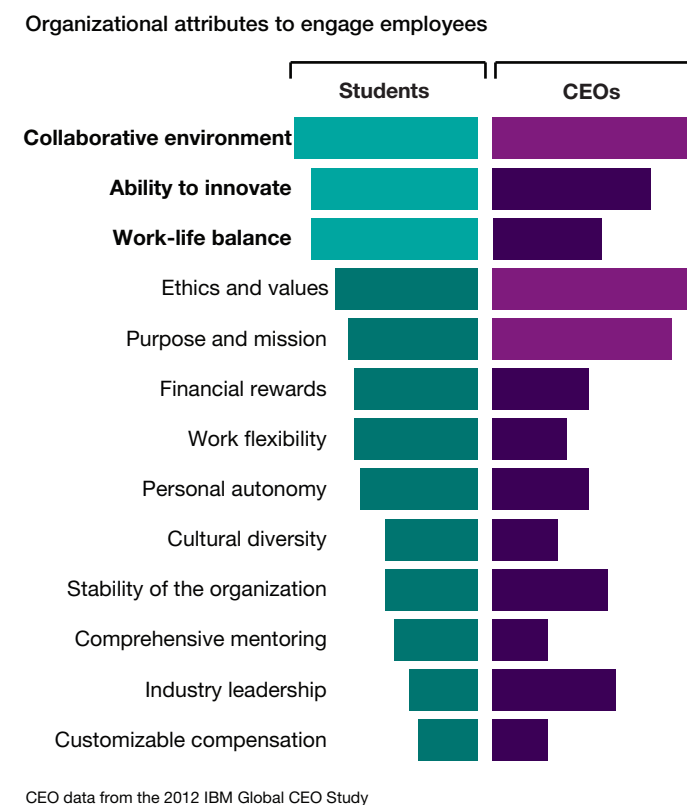 Organizational attributes to engage employees
Students CEOs
Collaborative environment
Ability to innovate
Work-life balance
Ethics and values
Purpose and mission
Financial rewards
Work flexibility
Personal autonomy
Cultural diversity
Stability of the organization
Comprehensive mentoring
Industry leadership
Customizable compensation
CEO data from the 2012 IBM Global CEO Study